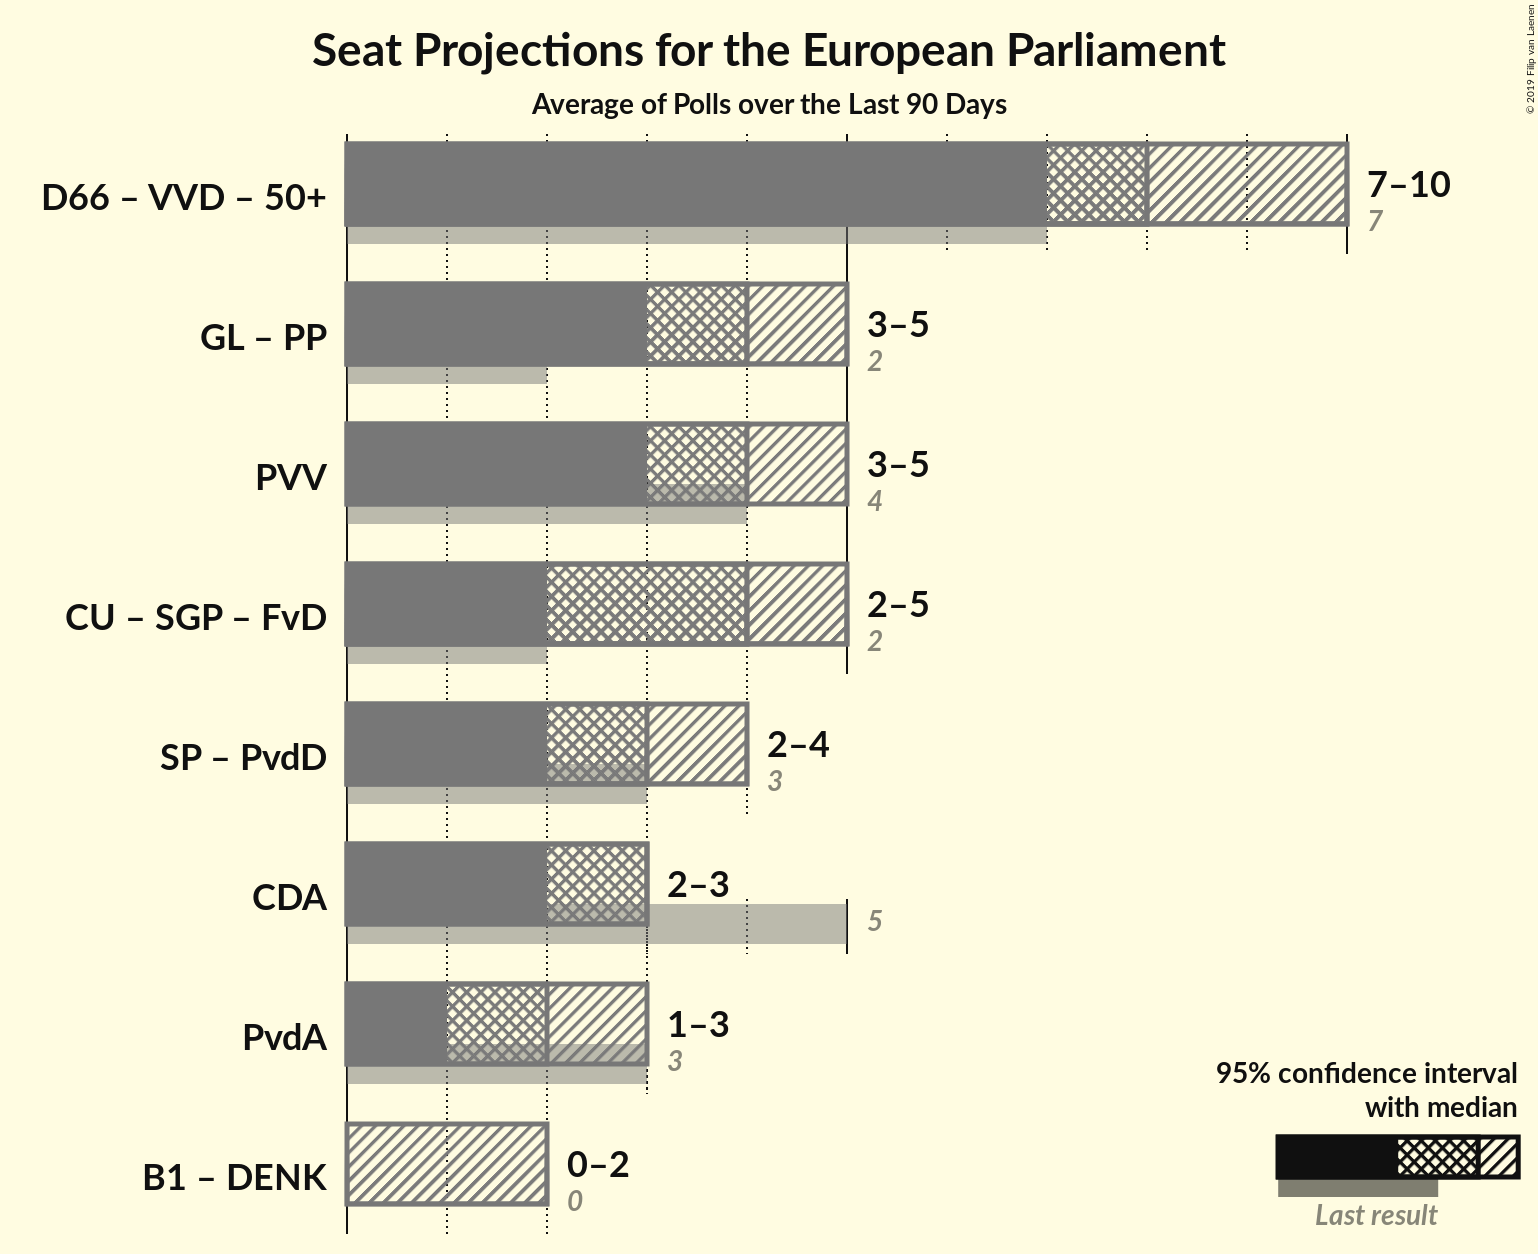 Seat Projections for the European Parliament
Average of Polls over the Last 90 Days
© 2019 Filip van Laenen
D66 – VVD – 50+
7–10
7
GL – PP
3–5
2
PVV
3–5
4
CU – SGP – FvD
2–5
2
SP – PvdD
2–4
3
CDA
2–3
5
PvdA
1–3
3
B1 – DENK
0–2
0
95% confidence interval
with median
Last result